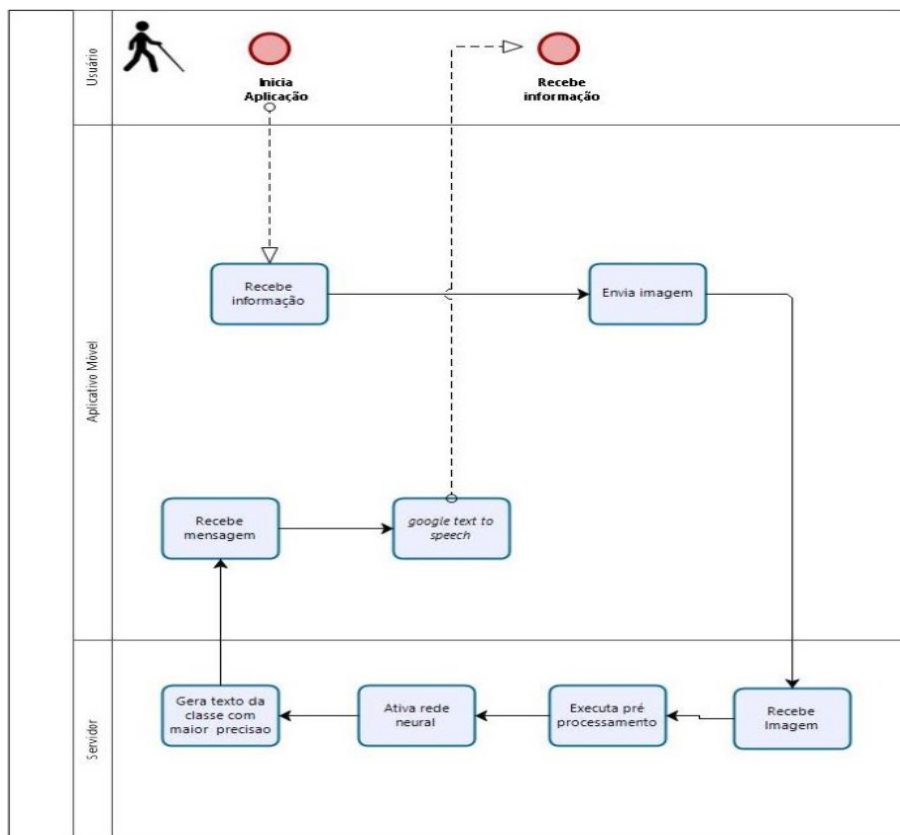 Usuário
Inicia
Aplicação
Recebe
informação
Aplicativo Móvel
Recebe
informação
Envia imagem
Recebe
mensagem
google text to
speech
Servidor
Gera texto da
classe com
maior precisao
Ativa rede
neural
Executa pré
processamento
Recebe
Imagem